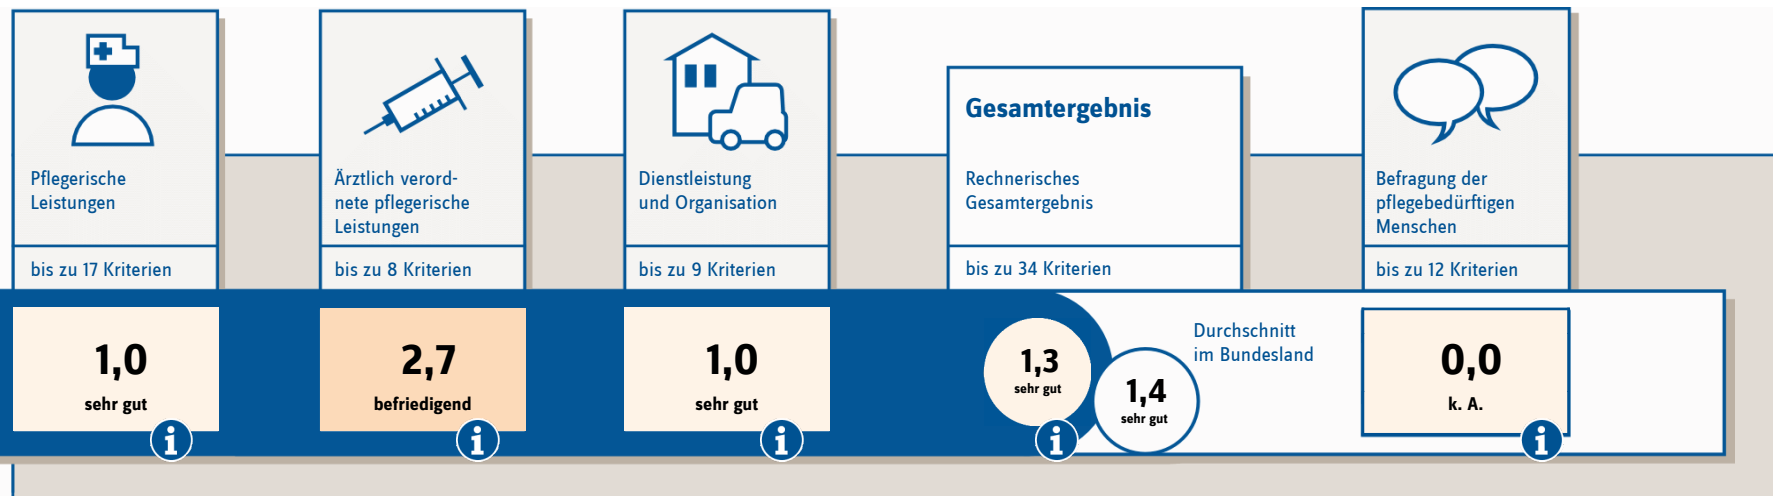 Pflegerische
Leistungen
bis zu 17 Kriterien
1,0
sehr gut
i
Ärztlich verord-
nete pflegerische
Leistungen
bis zu 8 Kriterien
2,7
befriedigend
i
Dienstleistung
und Organisation
bis zu 9 Kriterien
1,0
sehr gut
i
Gesamtergebnis
Rechnerisches
Gesamtergebnis
bis zu 34 Kriterien
1,3
sehr gut
i
1,4
sehr gut
Durchschnitt
im Bundesland
Befragung der
pflegebedürftigen
Menschen
bis zu 12 Kriterien
0,0
k. A.
i